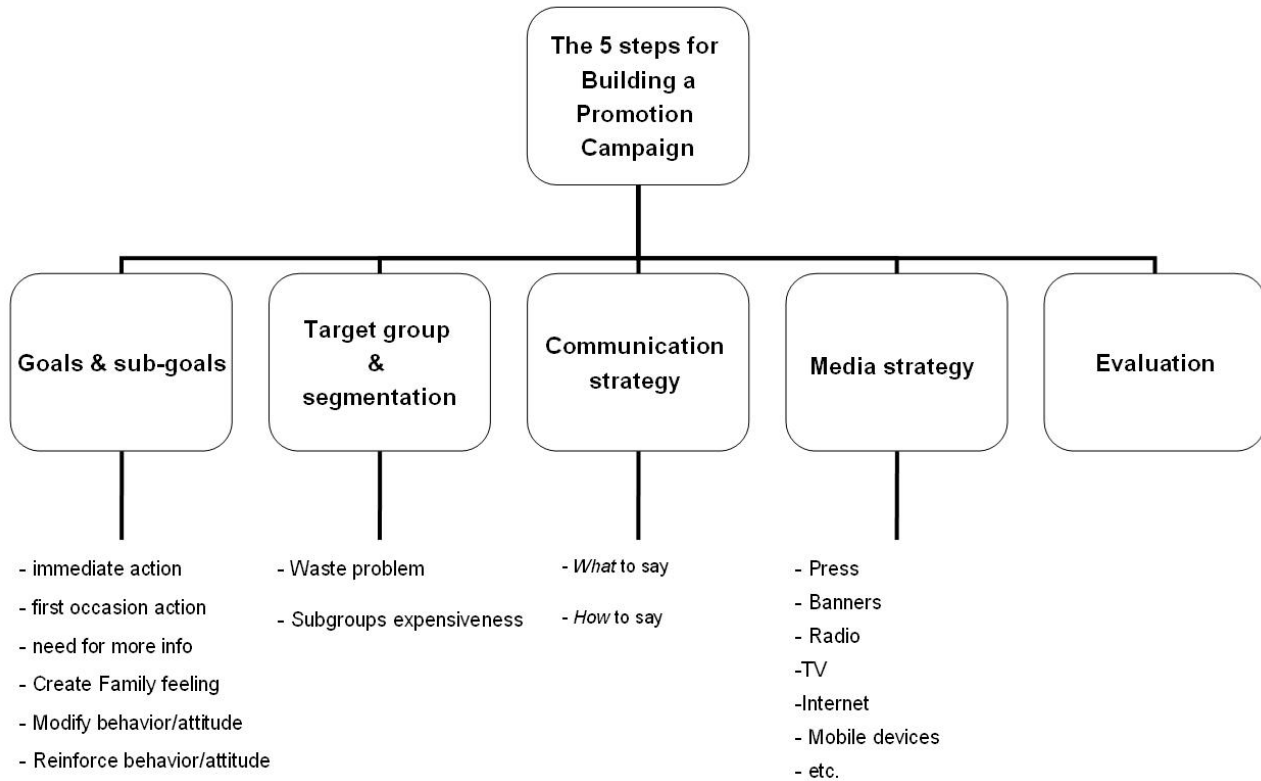 The 5 steps for
Building a
Promotion
Campaign
Goals & sub-goals
Target group
&
segmentation
Communication
strategy
Media strategy
Evaluation
- immediate action
- first occasion action
- need for more info
- Create Family feeling
- Modify behavior/attitude
- Reinforce behavior/attitude
- Waste problem
- Subgroups expensiveness
- What to say
- How to say
- Press
- Banners
- Radio
-TV
-Internet
- Mobile devices
- etc.